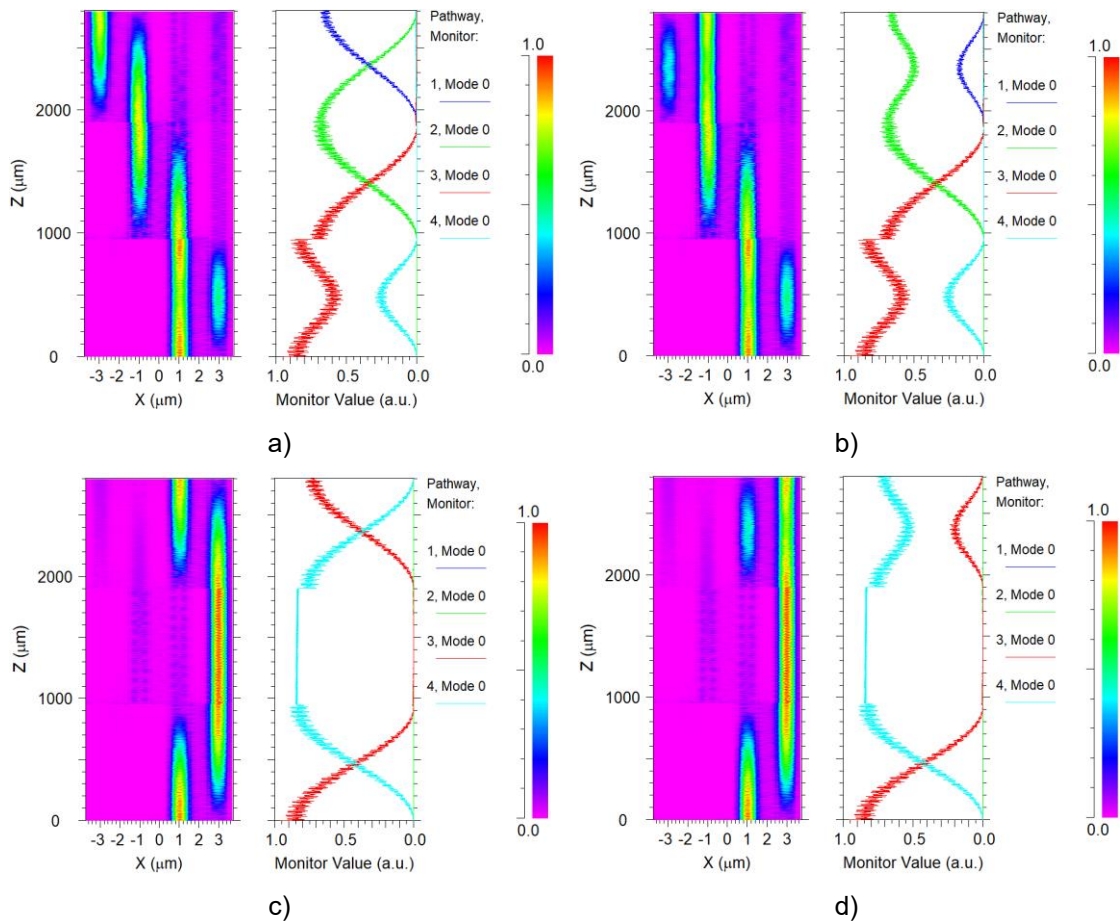 Pathway,
Monitor:
1.0
1, Mode 0
2, Mode 0
3, Mode 0
4, Mode 0
0.0
Z (μm)
2000
1000
0
-3 -2 -1 0 1 2 3
X (μm)
Z (μm)
2000
1000
0
1.0 0.5 0.0
Monitor Value (a.u.)
a)
Pathway,
Monitor:
1.0
1, Mode 0
2, Mode 0
3, Mode 0
4, Mode 0
0.0
Z (μm)
2000
1000
0
-3 -2 -1 0 1 2 3
X (μm)
1.0 0.5 0.0
Monitor Value (a.u.)
b)
Pathway,
Monitor:
1.0
1, Mode 0
2, Mode 0
3, Mode 0
4, Mode 0
0.0
Z (μm)
2000
1000
0
-3 -2 -1 0 1 2 3
X (μm)
1.0 0.5 0.0
Monitor Value (a.u.)
c)
Pathway,
Monitor:
1.0
1, Mode 0
2, Mode 0
3, Mode 0
4, Mode 0
0.0
Z (μm)
2000
1000
0
-3 -2 -1 0 1 2 3
X (μm)
1.0 0.5 0.0
Monitor Value (a.u.)
d)